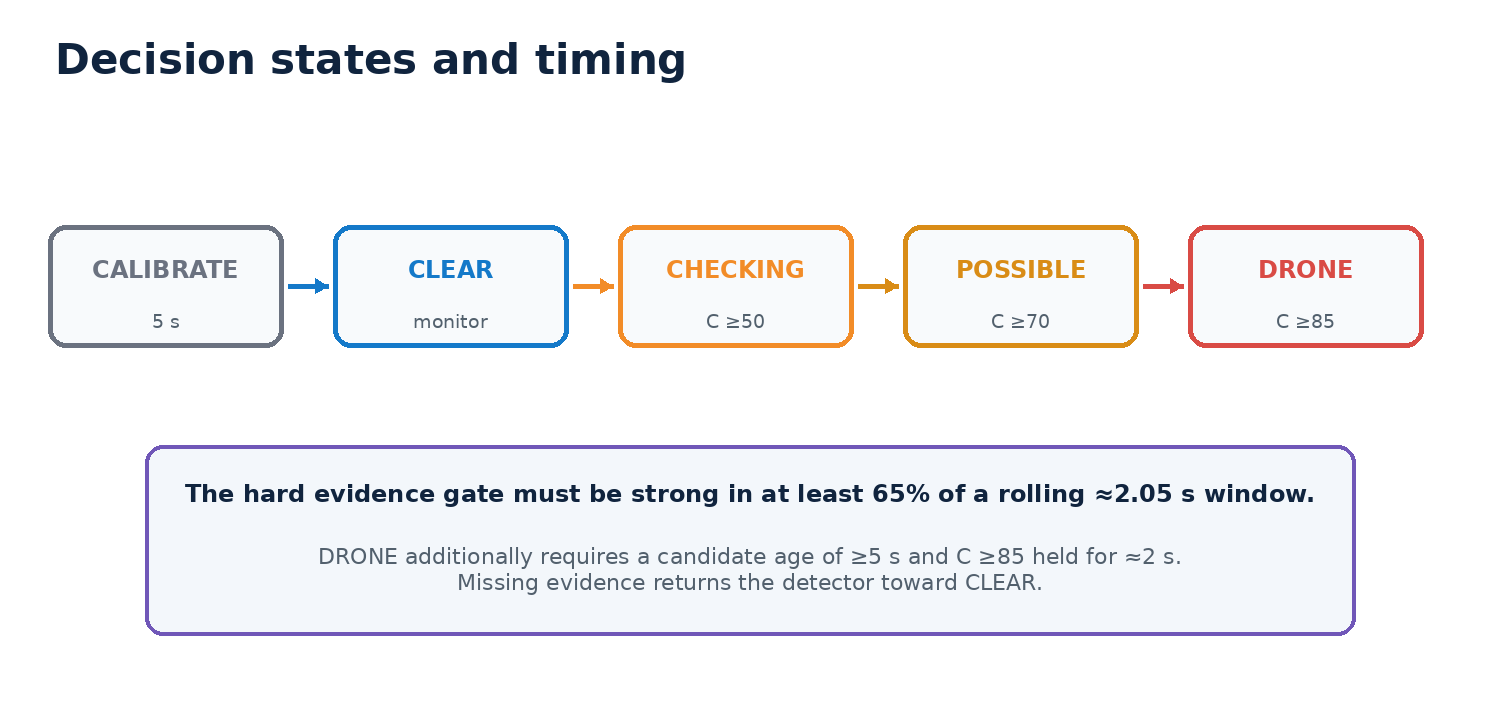 Decision states and timing
CALIBRATE
5 s
CLEAR
monitor
CHECKING
C ≥50
POSSIBLE
C ≥70
DRONE
C ≥85
The hard evidence gate must be strong in at least 65% of a rolling ≈2.05 s window.
DRONE additionally requires a candidate age of ≥5 s and C ≥85 held for ≈2 s.
Missing evidence returns the detector toward CLEAR.